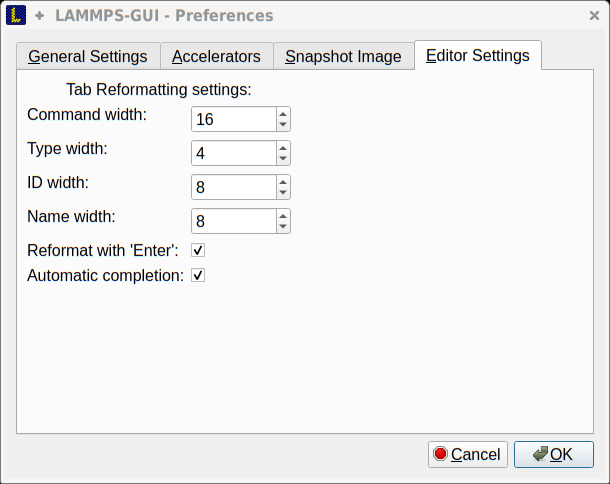 LAMMPS-GUI - Preferences
General Settings Accelerators Snapshot Image Editor Settings
Tab Reformatting settings:
Command width: 16
Type width: 4
ID width: 8
Name width: 8
Reformat with 'Enter':
Automatic completion:
Cancel OK